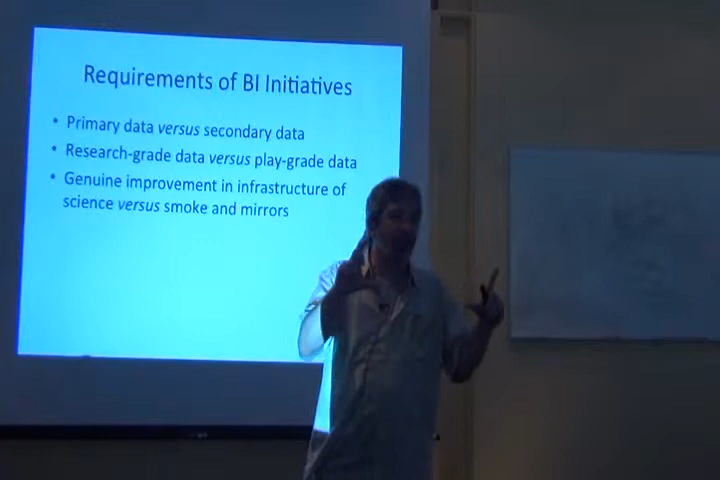 Requirements of BI Initiatives
• Primary data versus secondary data
• Research-grade data versus play-grade data
• Genuine improvement in infrastructure of
science versus smoke and mirrors